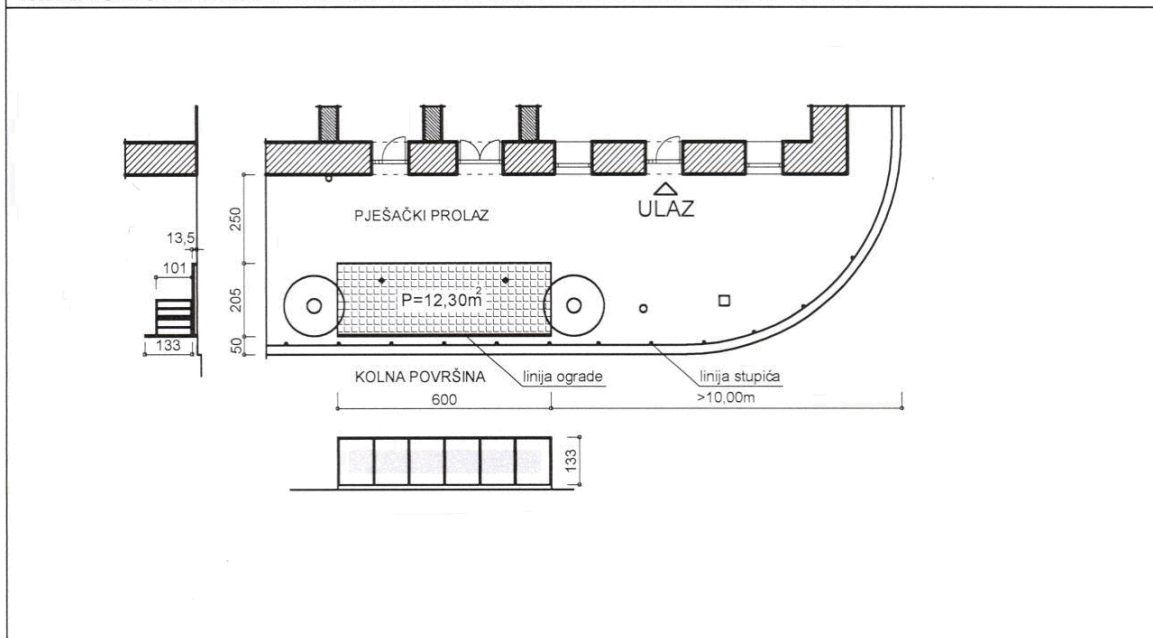 ULAZ
PJEŠAČKI PROLAZ
250
13,5
101
205
P=12,30m²
50
133
KOLNA POVRŠINA
linija ograde
linija stupića
600
>10,00m
133